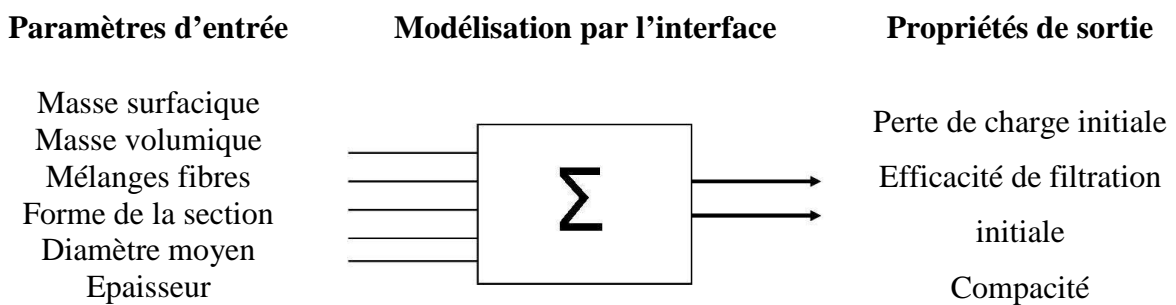 Paramètres d’entrée
Masse surfacique
Masse volumique
Mélanges fibres
Forme de la section
Diamètre moyen
Epaisseur
Modélisation par l’interface
Σ
Propriétés de sortie
Perte de charge initiale
Efficacité de filtration
initiale
Compacité